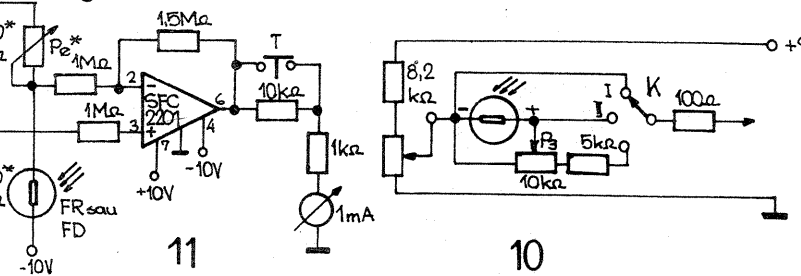 Pe*
1MΩ
1,5MΩ
T
2
-
SFC
2201
6
10kΩ
1MΩ
3
+
7
4
-10V
+10V
1kΩ
1mA
FR sau
FD
-10V
11
8,2
kΩ
-
+
P3
10kΩ
5kΩ
I
II
K
100Ω
10